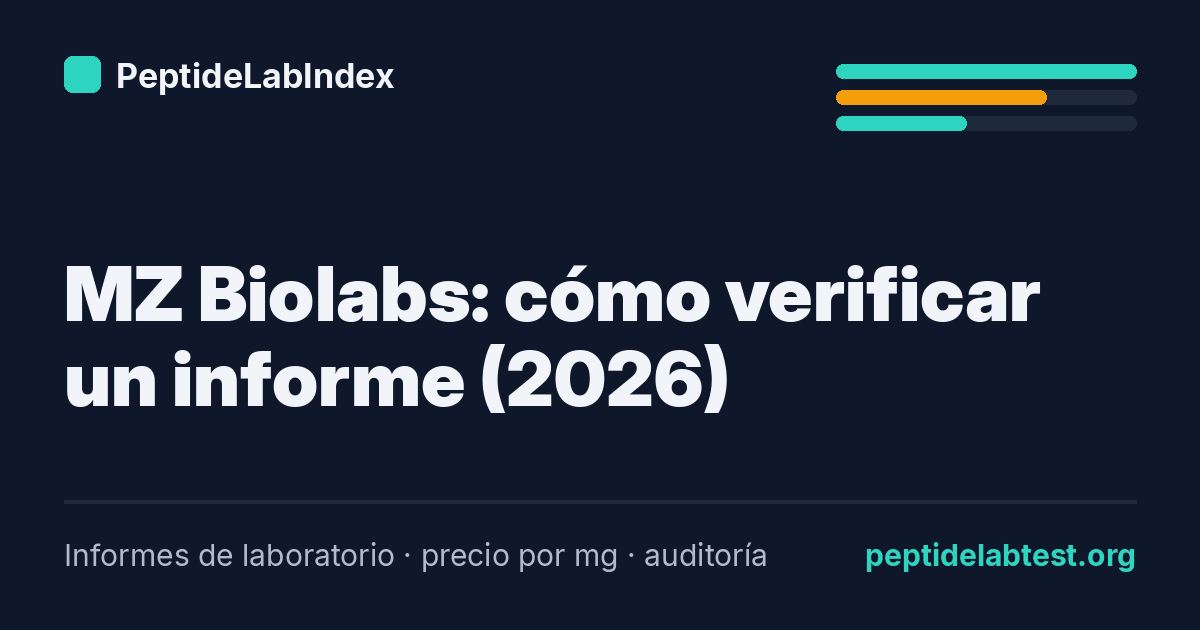 PeptideLabIndex
MZ Biolabs: cómo verificar
un informe (2026)
Informes de laboratorio · precio por mg · auditoría
peptidelabtest.org